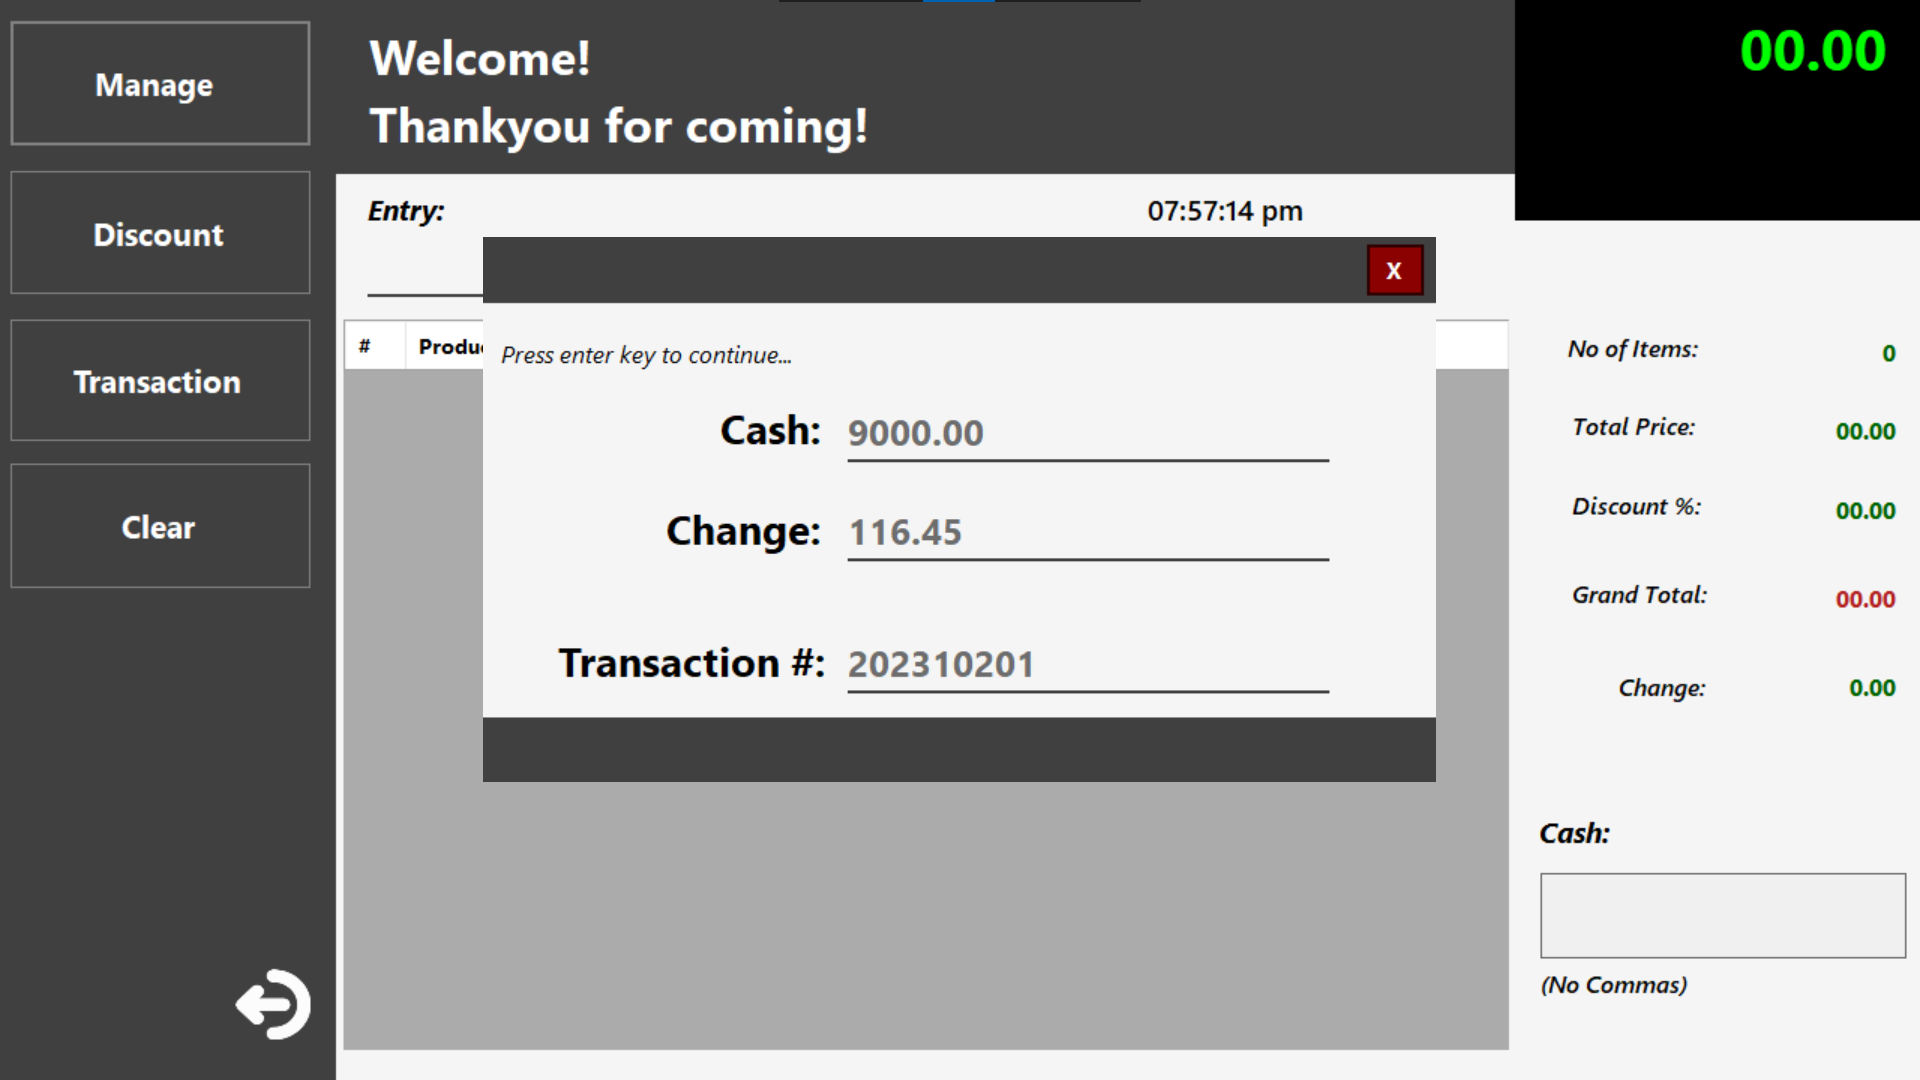 Manage
Discount
Transaction
Clear
Welcome!
Thankyou for coming!
00.00
Entry:
07:57:14 pm
X
#
Press enter key to continue...
Cash: 9000.00
Change: 116.45
Transaction #: 202310201
No of Items: 0
Total Price: 00.00
Discount %: 00.00
Grand Total: 00.00
Change: 0.00
Cash:
(No Commas)